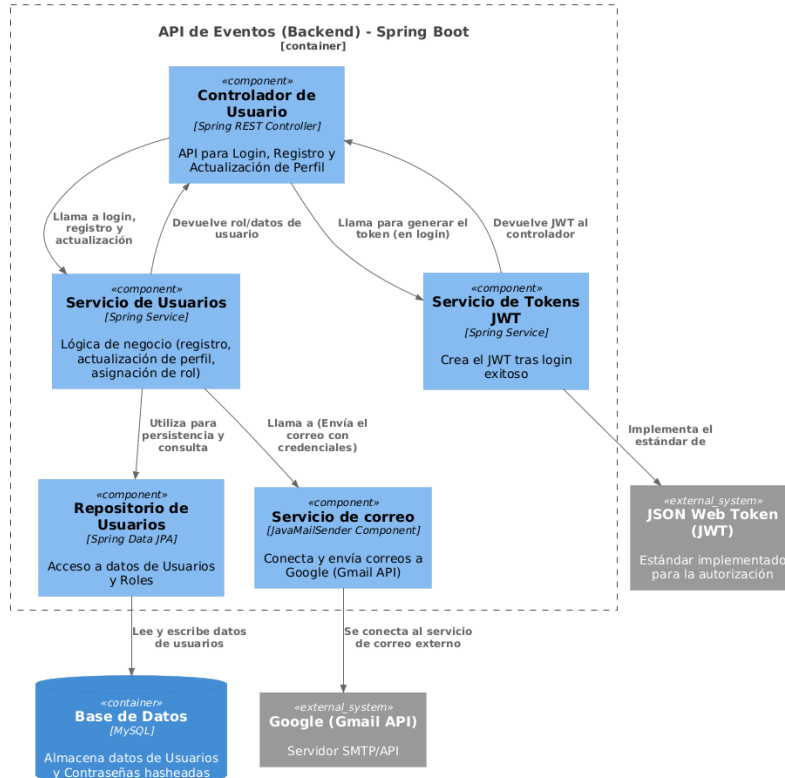 API de Eventos (Backend) - Spring Boot
[container]
«component»
Controlador de
Usuario
[Spring REST Controller]
API para Login, Registro y
Actualización de Perfil
Llama a login,
registro y
actualización
Devuelve rol/datos de
usuario
Llama para generar el
token (en login)
Devuelve JWT al
controlador
«component»
Servicio de Usuarios
[Spring Service]
Lógica de negocio (registro,
actualización de perfil,
asignación de rol)
«component»
Servicio de Tokens
JWT
[Spring Service]
Crea el JWT tras login
exitoso
Utiliza para
persistencia y
consulta
Llama a (Envía el
correo con
credenciales)
Implementa el
estándar de
«component»
Repositorio de
Usuarios
[Spring Data JPA]
Acceso a datos de Usuarios
y Roles
«component»
Servicio de correo
[JavaMailSender Component]
Conecta y envía correos a
Google (Gmail API)
«external_system»
JSON Web Token
(JWT)
Estándar implementado
para la autorización
Lee y escribe datos
de usuarios
Se conecta al servicio
de correo externo
«container»
Base de Datos
[MySQL]
Almacena datos de Usuarios
y Contraseñas hasheadas
«external_system»
Google (Gmail API)
Servidor SMTP/API